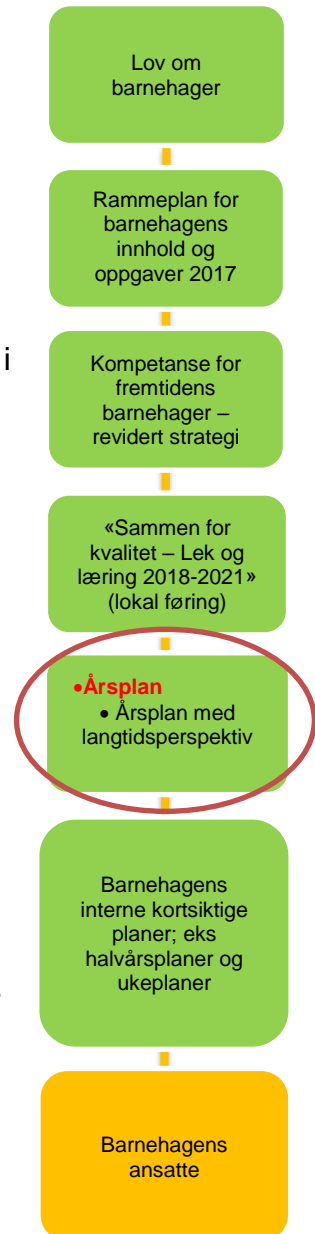 Lov om
barnehager
Rammeplan for
barnehagens
innhold og
oppgaver 2017
i
Kompetanse for
fremtidens
barnehager –
revidert strategi
«Sammen for
kvalitet – Lek og
læring 2018-2021»
(lokal føring)
•Årsplan
• Årsplan med
langtidsperspektiv
Barnehagens
interne kortsiktige
planer; eks
halvårsplaner og
ukeplaner
Barnehagens
ansatte